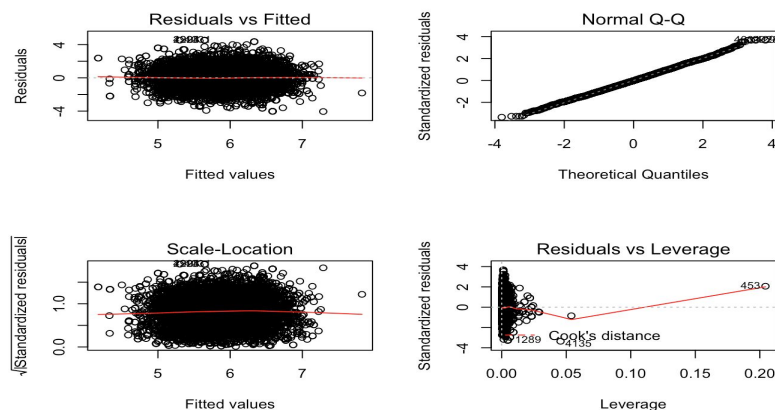 Residuals vs Fitted
Residuals
4
0
-4
5
6
7
Fitted values
Normal Q-Q
Standardized residuals
2
0
-2
-4
-2
0
2
4
Theoretical Quantiles
Scale-Location
√|Standardized residuals|
1.0
0.0
5
6
7
Fitted values
Residuals vs Leverage
Standardized residuals
4
2
0
-4
453
Cook's distance
1289
4135
0.00
0.05
0.10
0.15
0.20
Leverage